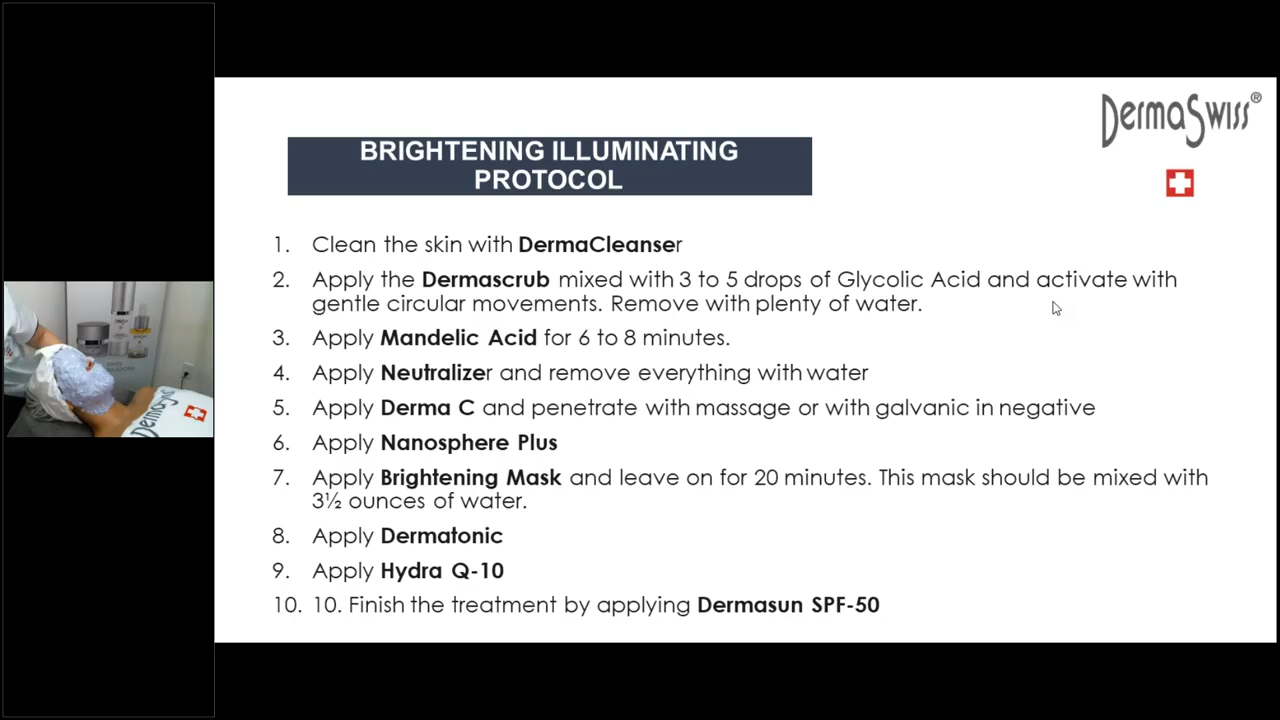 DermaSwiss®
BRIGHTENING ILLUMINATING
PROTOCOL
1. Clean the skin with DermaCleanser
2. Apply the Dermascrub mixed with 3 to 5 drops of Glycolic Acid and activate with
gentle circular movements. Remove with plenty of water.
3. Apply Mandelic Acid for 6 to 8 minutes.
4. Apply Neutralizer and remove everything with water
5. Apply Derma C and penetrate with massage or with galvanic in negative
6. Apply Nanosphere Plus
7. Apply Brightening Mask and leave on for 20 minutes. This mask should be mixed with
3½ ounces of water.
8. Apply Dermatonic
9. Apply Hydra Q-10
10. 10. Finish the treatment by applying Dermasun SPF-50
DermaSwiss